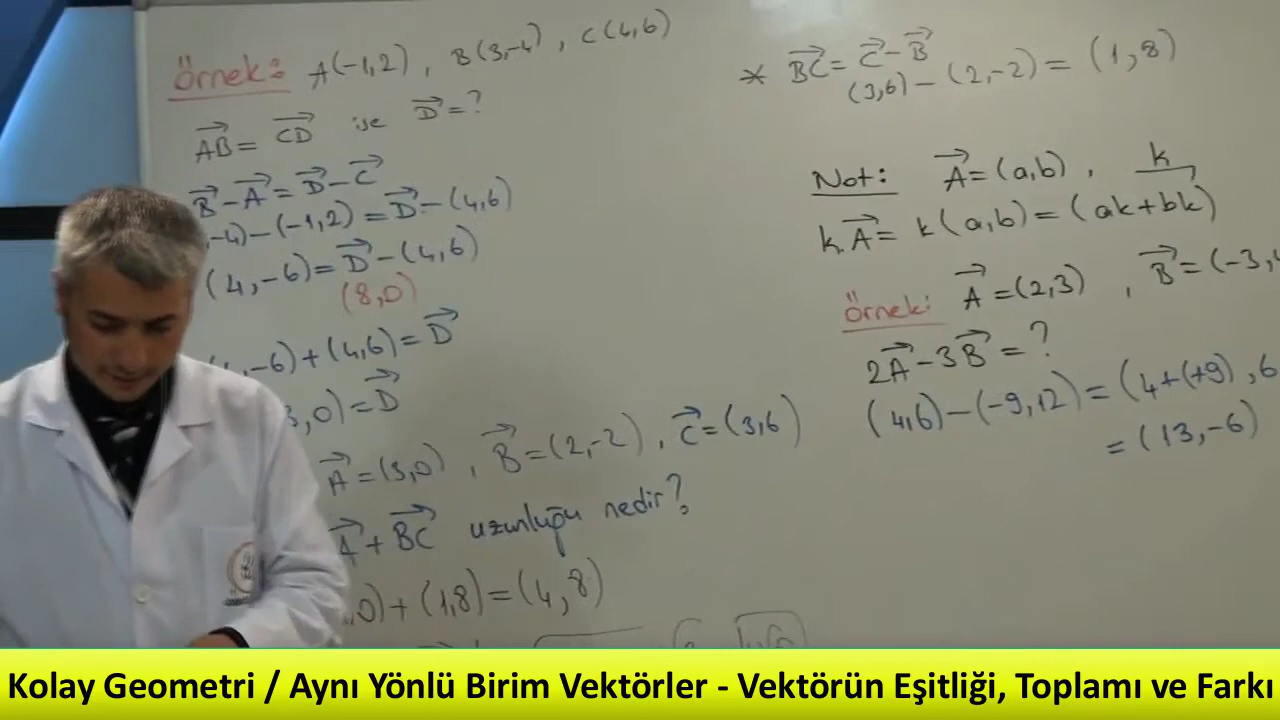 Örnek: A(-1,2), B(3,-4), C(4,6)
AB = CD ise D = ?
B - A = D - C
,-4) - (-1,2) = D - (4,6)
(4,-6) = D - (4,6)
(8,0)
,-6) + (4,6) = D
,0) = D
A = (3,0), B = (2,-2), C = (3,6)
A + BC uzunluğu nedir?
,0) + (1,8) = (4,8)
* BC = C - B
(3,6) - (2,-2) = (1,8)
Not: A = (a,b), k
k.A = k(a,b) = (ak+bk)
Örnek: A = (2,3), B = (-3,4
2A - 3B = ?
(4,6) - (-9,12) = (4+(+9), 6
= (13,-6)
Kolay Geometri / Aynı Yönlü Birim Vektörler - Vektörün Eşitliği, Toplamı ve Farkı